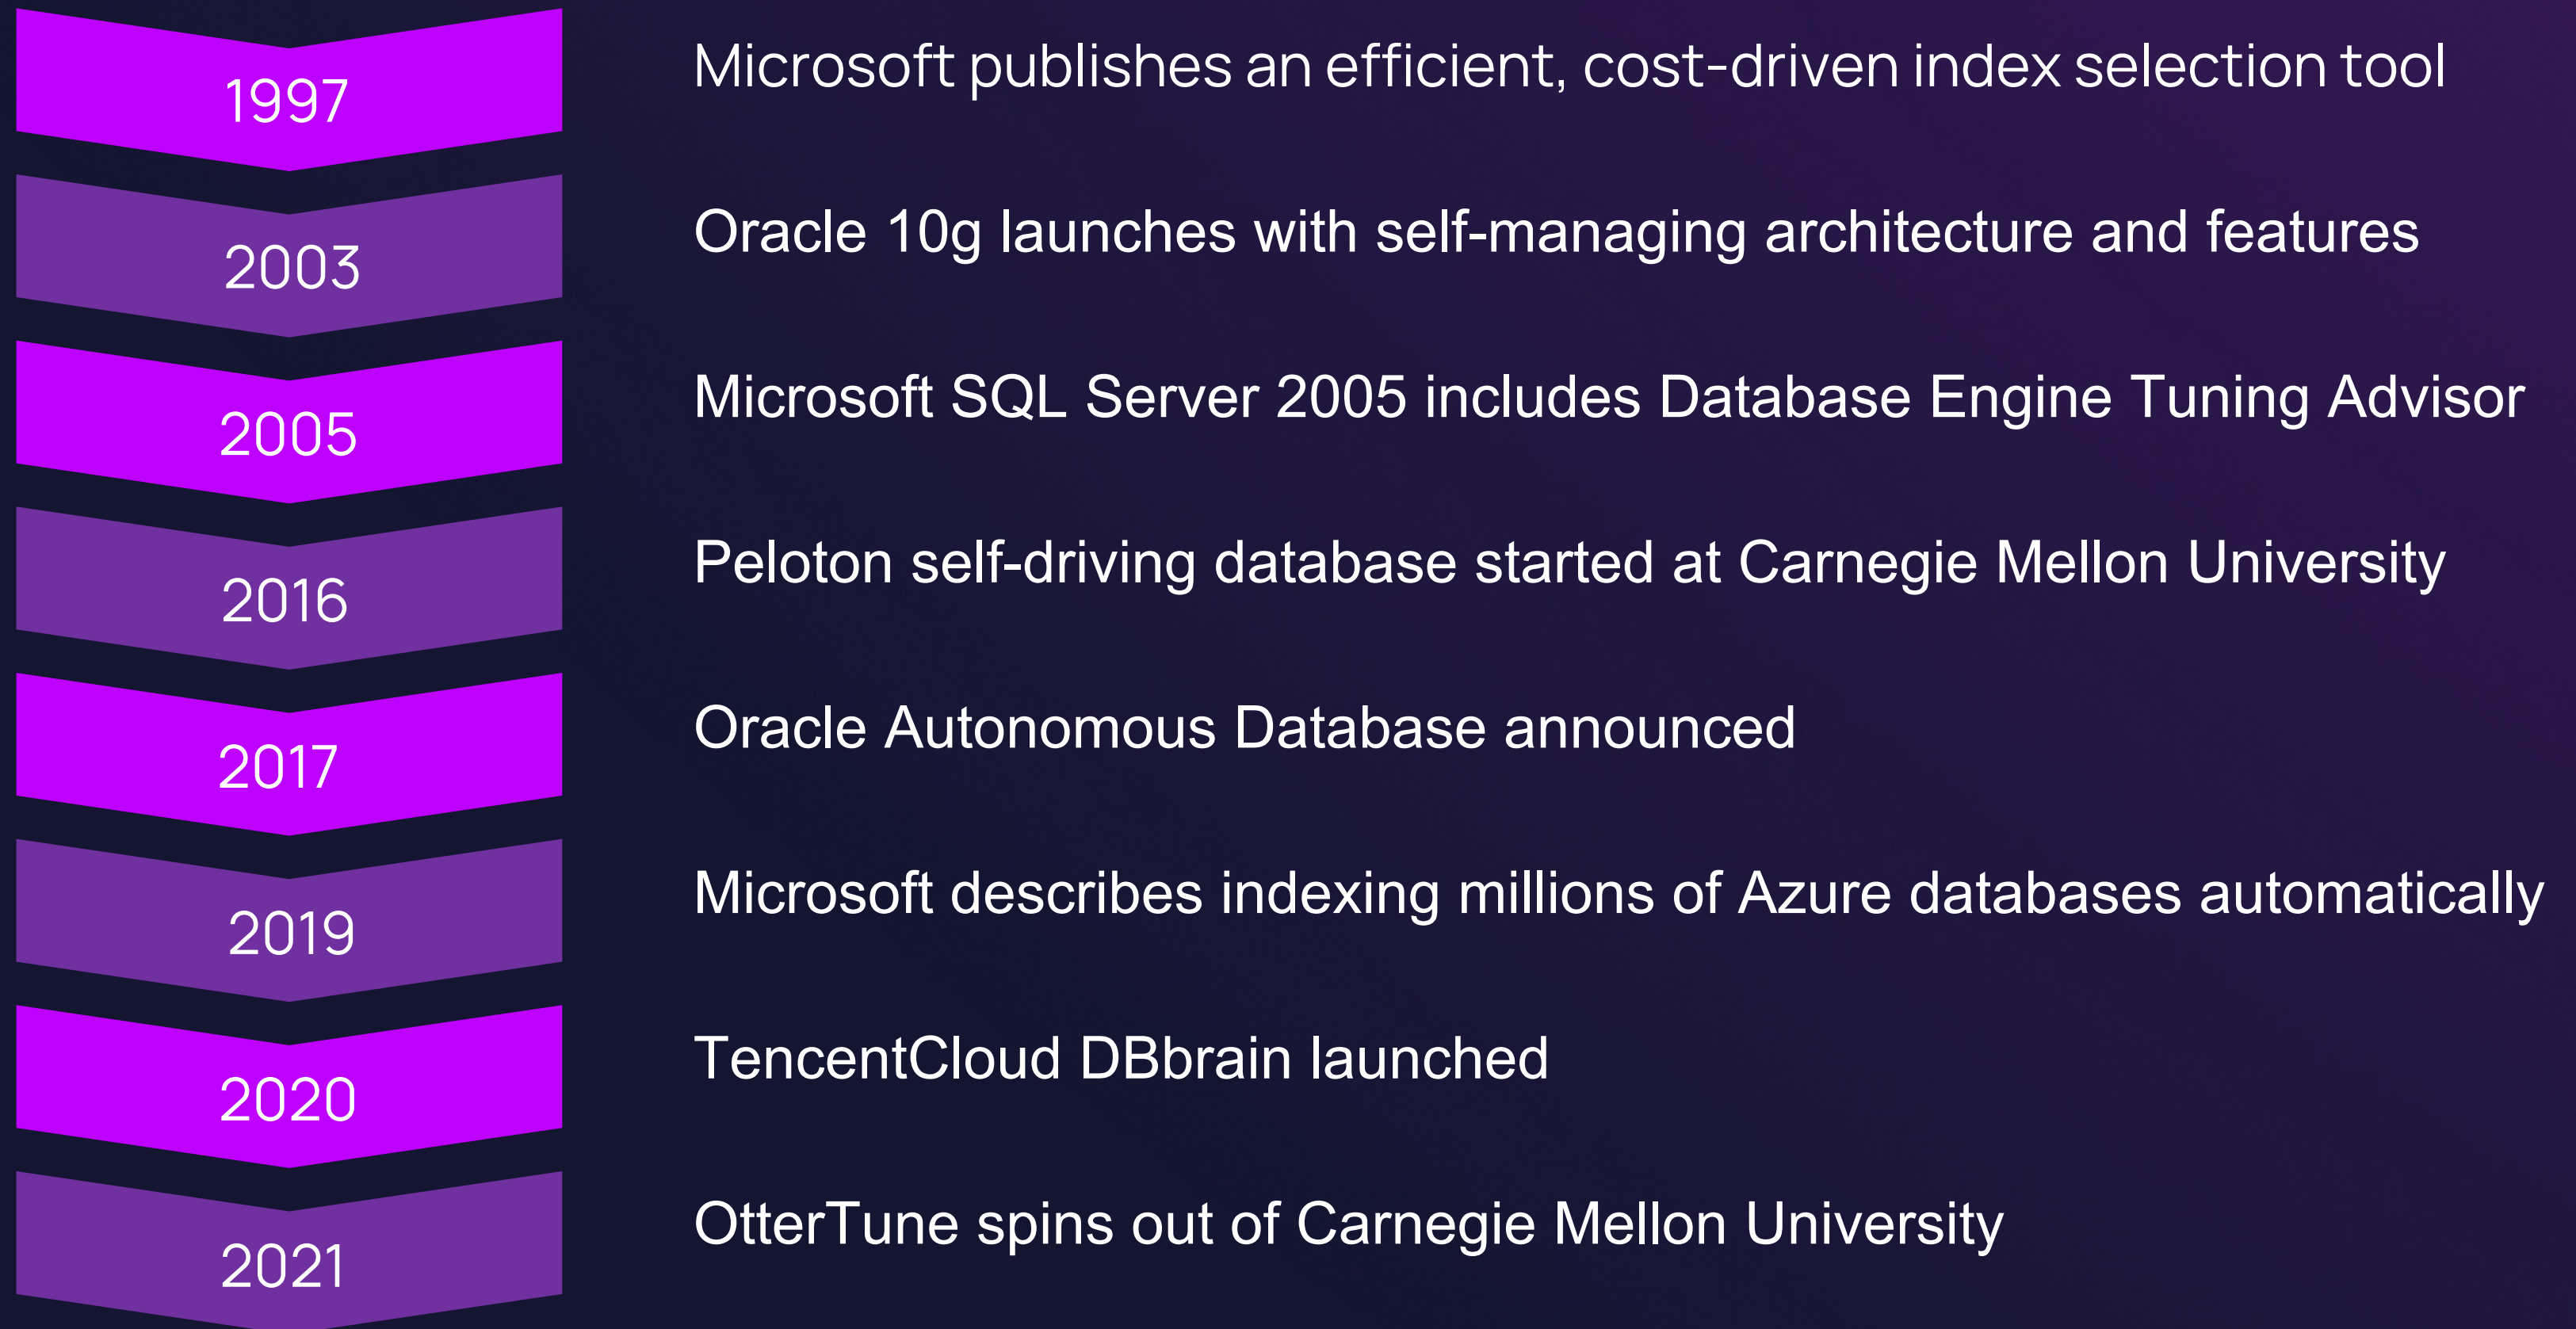 1997
Microsoft publishes an efficient, cost-driven index selection tool
2003
Oracle 10g launches with self-managing architecture and features
2005
Microsoft SQL Server 2005 includes Database Engine Tuning Advisor
2016
Peloton self-driving database started at Carnegie Mellon University
2017
Oracle Autonomous Database announced
2019
Microsoft describes indexing millions of Azure databases automatically
2020
TencentCloud DBbrain launched
2021
OtterTune spins out of Carnegie Mellon University